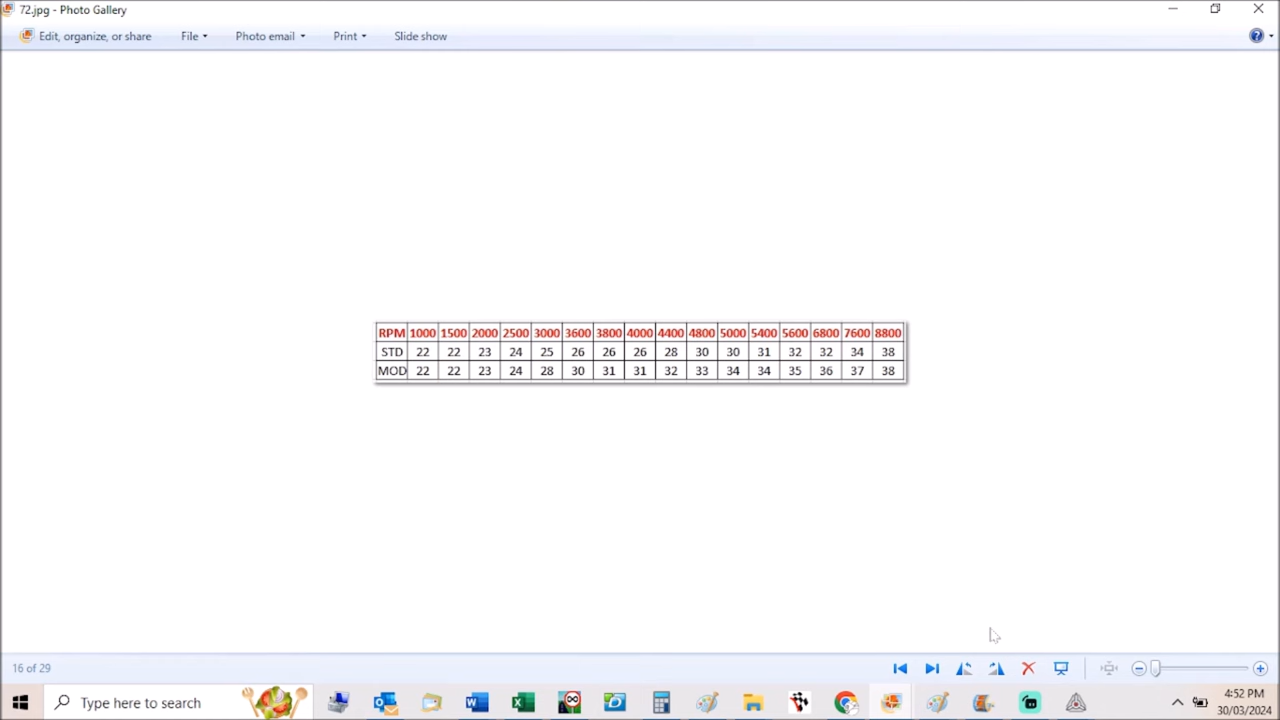 72.jpg - Photo Gallery
Edit, organize, or share File Photo email Print Slide show
RPM 1000 1500 2000 2500 3000 3600 3800 4000 4400 4800 5000 5400 5600 6800 7600 8800
STD 22 22 23 24 25 26 26 26 28 30 30 31 32 32 34 38
MOD 22 22 23 24 28 30 31 31 32 33 34 34 35 36 37 38
16 of 29
Type here to search
4:52 PM
30/03/2024